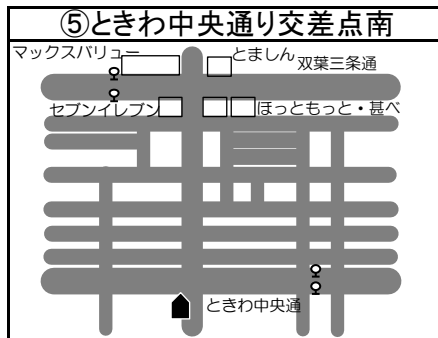 ⑤ときわ中央通り交差点南
マックスバリュー
とましん
双葉三条通
セブンイレブン
ほっともっと・甚べ
ときわ中央通